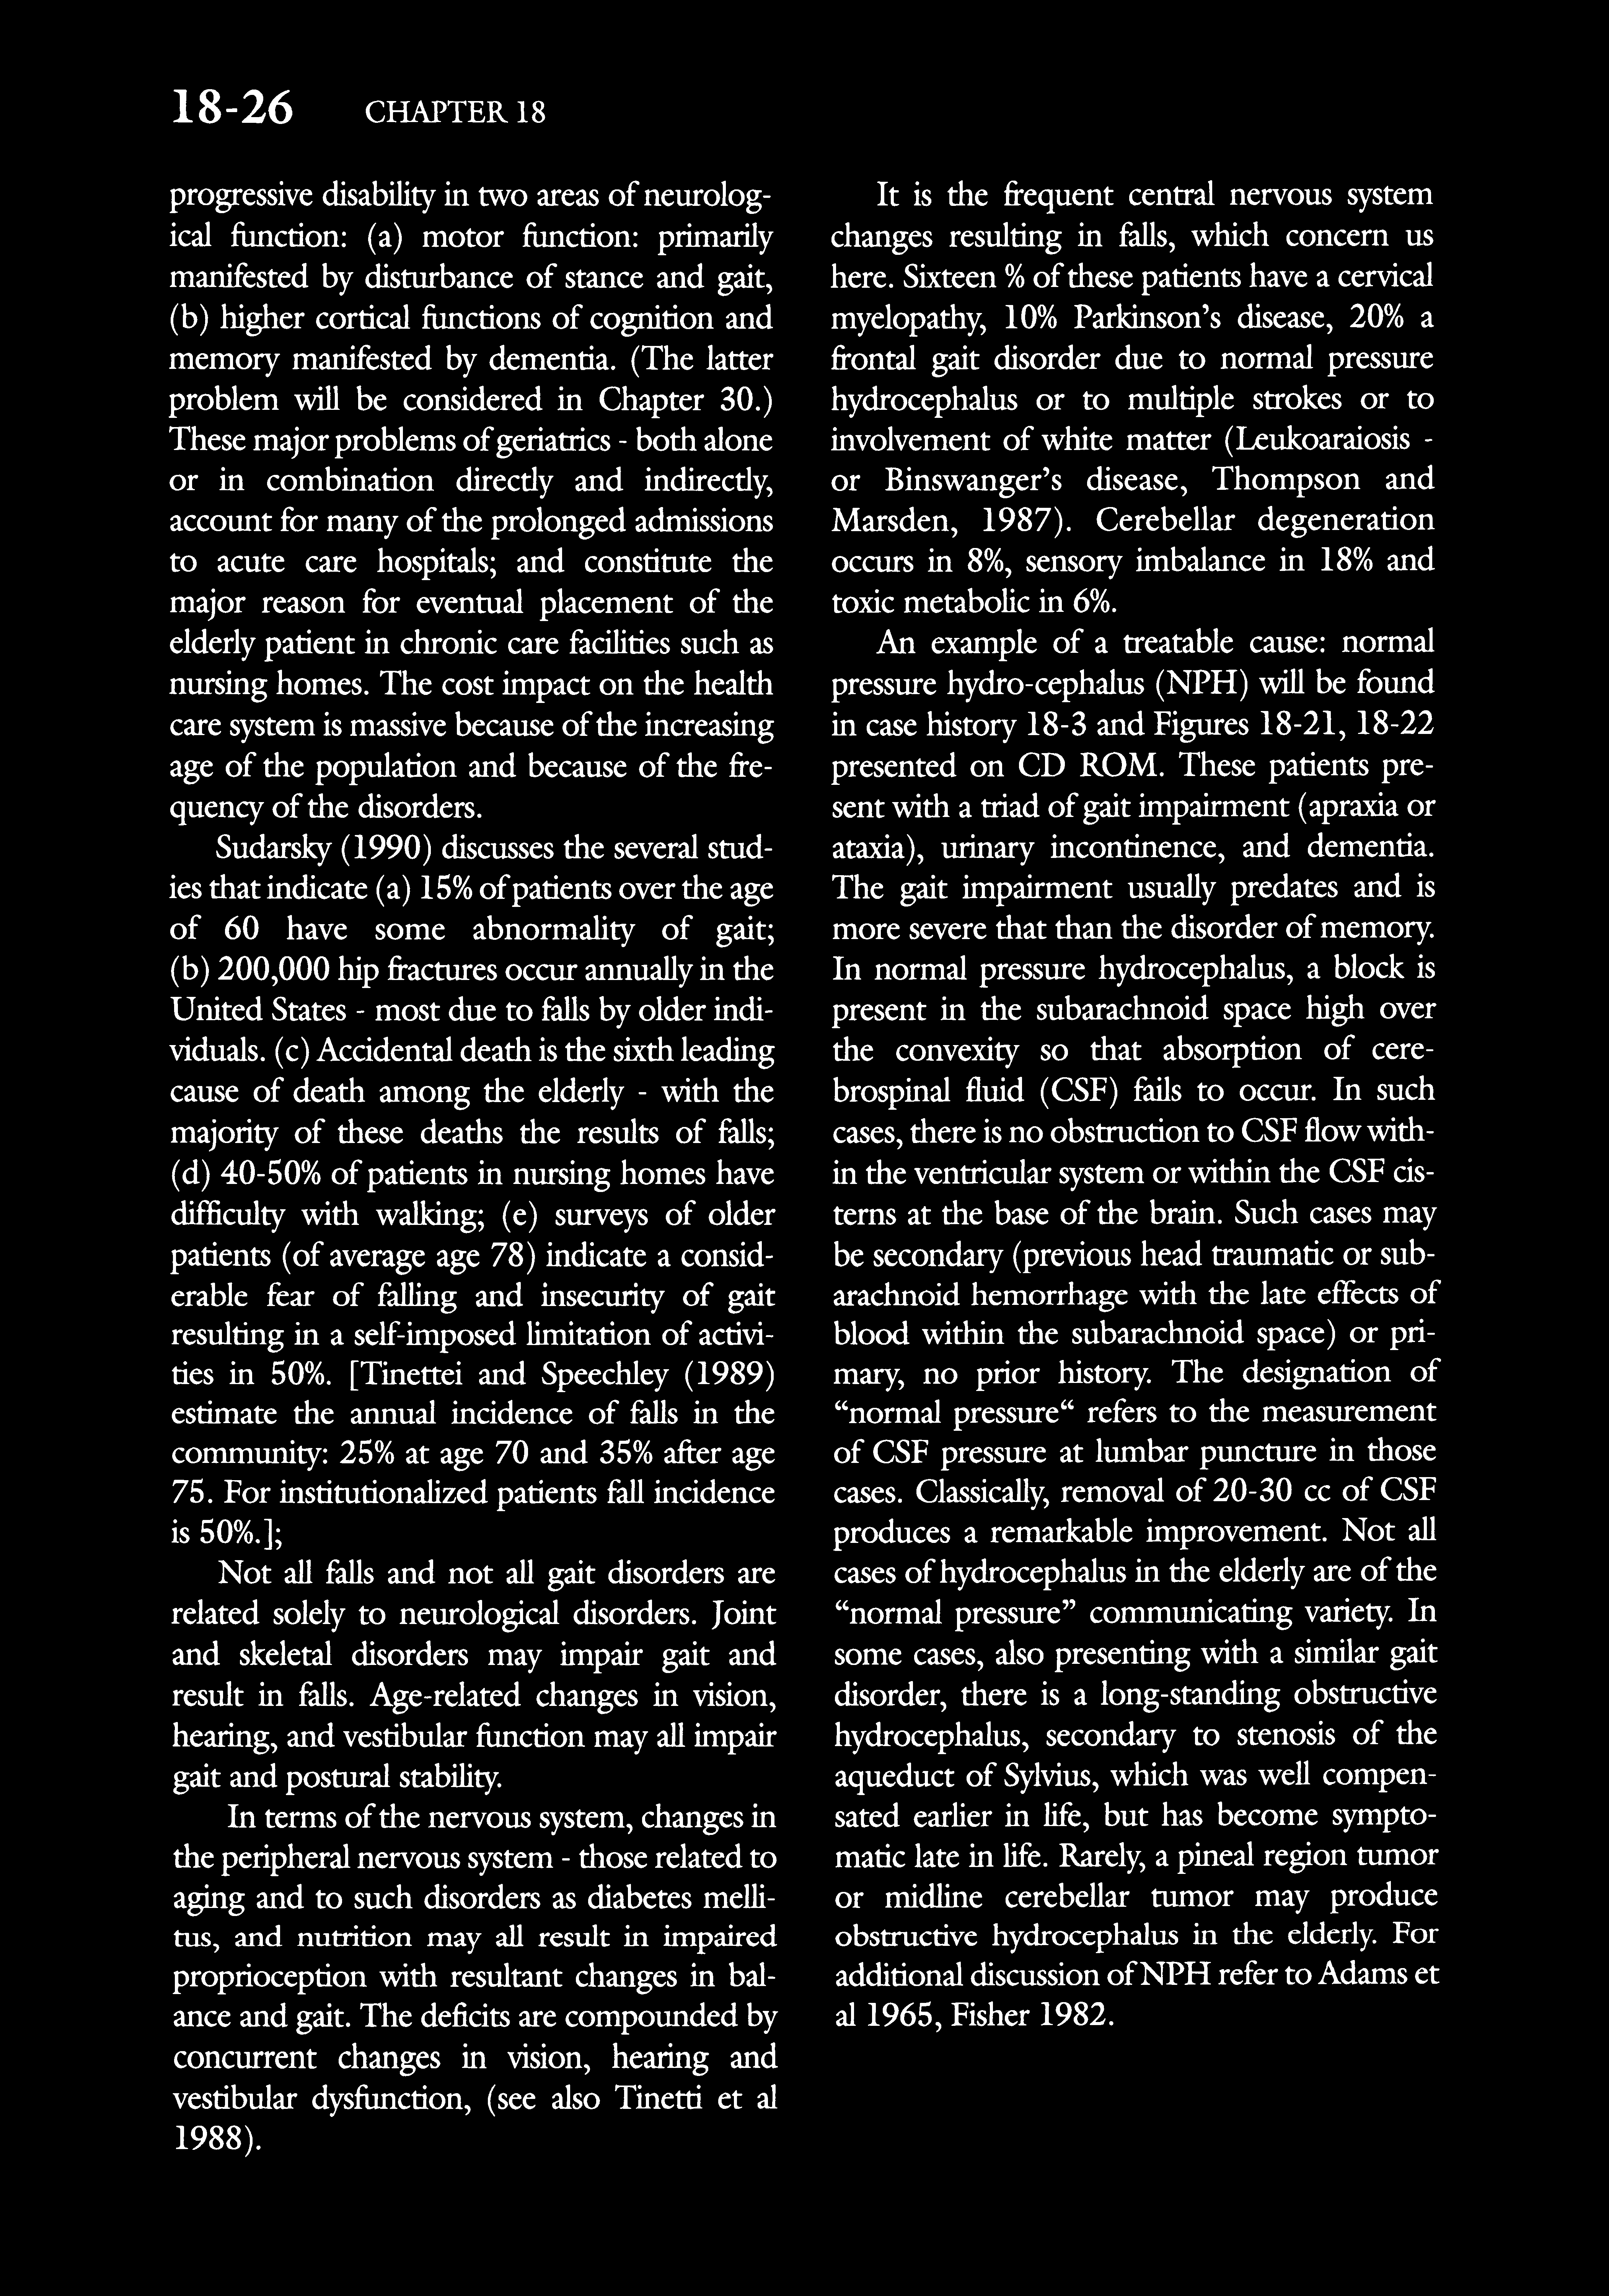 18-26 CHAPTER 18
progressive disability in two areas of neurolog-
ical function: (a) motor function: primarily
manifested by disturbance of stance and gait,
(b) higher cortical functions of cognition and
memory manifested by dementia. (The latter
problem will be considered in Chapter 30.)
These major problems of geriatrics - both alone
or in combination directly and indirectly,
account for many of the prolonged admissions
to acute care hospitals; and constitute the
major reason for eventual placement of the
elderly patient in chronic care facilities such as
nursing homes. The cost impact on the health
care system is massive because of the increasing
age of the population and because of the fre-
quency of the disorders.
Sudarsky (1990) discusses the several stud-
ies that indicate (a) 15% of patients over the age
of 60 have some abnormality of gait;
(b) 200,000 hip fractures occur annually in the
United States - most due to falls by older indi-
viduals. (c) Accidental death is the sixth leading
cause of death among the elderly - with the
majority of these deaths the results of falls;
(d) 40-50% of patients in nursing homes have
difficulty with walking; (e) surveys of older
patients (of average age 78) indicate a consid-
erable fear of falling and insecurity of gait
resulting in a self-imposed limitation of activi-
ties in 50%. [Tinettei and Speechley (1989)
estimate the annual incidence of falls in the
community: 25% at age 70 and 35% after age
75. For institutionalized patients fall incidence
is 50%.];
Not all falls and not all gait disorders are
related solely to neurological disorders. Joint
and skeletal disorders may impair gait and
result in falls. Age-related changes in vision,
hearing, and vestibular function may all impair
gait and postural stability.
In terms of the nervous system, changes in
the peripheral nervous system - those related to
aging and to such disorders as diabetes melli-
tus, and nutrition may all result in impaired
proprioception with resultant changes in bal-
ance and gait. The deficits are compounded by
concurrent changes in vision, hearing and
vestibular dysfunction, (see also Tinetti et al
1988).
It is the frequent central nervous system
changes resulting in falls, which concern us
here. Sixteen % of these patients have a cervical
myelopathy, 10% Parkinson's disease, 20% a
frontal gait disorder due to normal pressure
hydrocephalus or to multiple strokes or to
involvement of white matter (Leukoaraiosis -
or Binswanger's disease, Thompson and
Marsden, 1987). Cerebellar degeneration
occurs in 8%, sensory imbalance in 18% and
toxic metabolic in 6%.
An example of a treatable cause: normal
pressure hydro-cephalus (NPH) will be found
in case history 18-3 and Figures 18-21, 18-22
presented on CD ROM. These patients pre-
sent with a triad of gait impairment (apraxia or
ataxia), urinary incontinence, and dementia.
The gait impairment usually predates and is
more severe that than the disorder of memory.
In normal pressure hydrocephalus, a block is
present in the subarachnoid space high over
the convexity so that absorption of cere-
brospinal fluid (CSF) fails to occur. In such
cases, there is no obstruction to CSF flow with-
in the ventricular system or within the CSF cis-
terns at the base of the brain. Such cases may
be secondary (previous head traumatic or sub-
arachnoid hemorrhage with the late effects of
blood within the subarachnoid space) or pri-
mary, no prior history. The designation of
“normal pressure“ refers to the measurement
of CSF pressure at lumbar puncture in those
cases. Classically, removal of 20-30 cc of CSF
produces a remarkable improvement. Not all
cases of hydrocephalus in the elderly are of the
“normal pressure” communicating variety. In
some cases, also presenting with a similar gait
disorder, there is a long-standing obstructive
hydrocephalus, secondary to stenosis of the
aqueduct of Sylvius, which was well compen-
sated earlier in life, but has become sympto-
matic late in life. Rarely, a pineal region tumor
or midline cerebellar tumor may produce
obstructive hydrocephalus in the elderly. For
additional discussion of NPH refer to Adams et
al 1965, Fisher 1982.